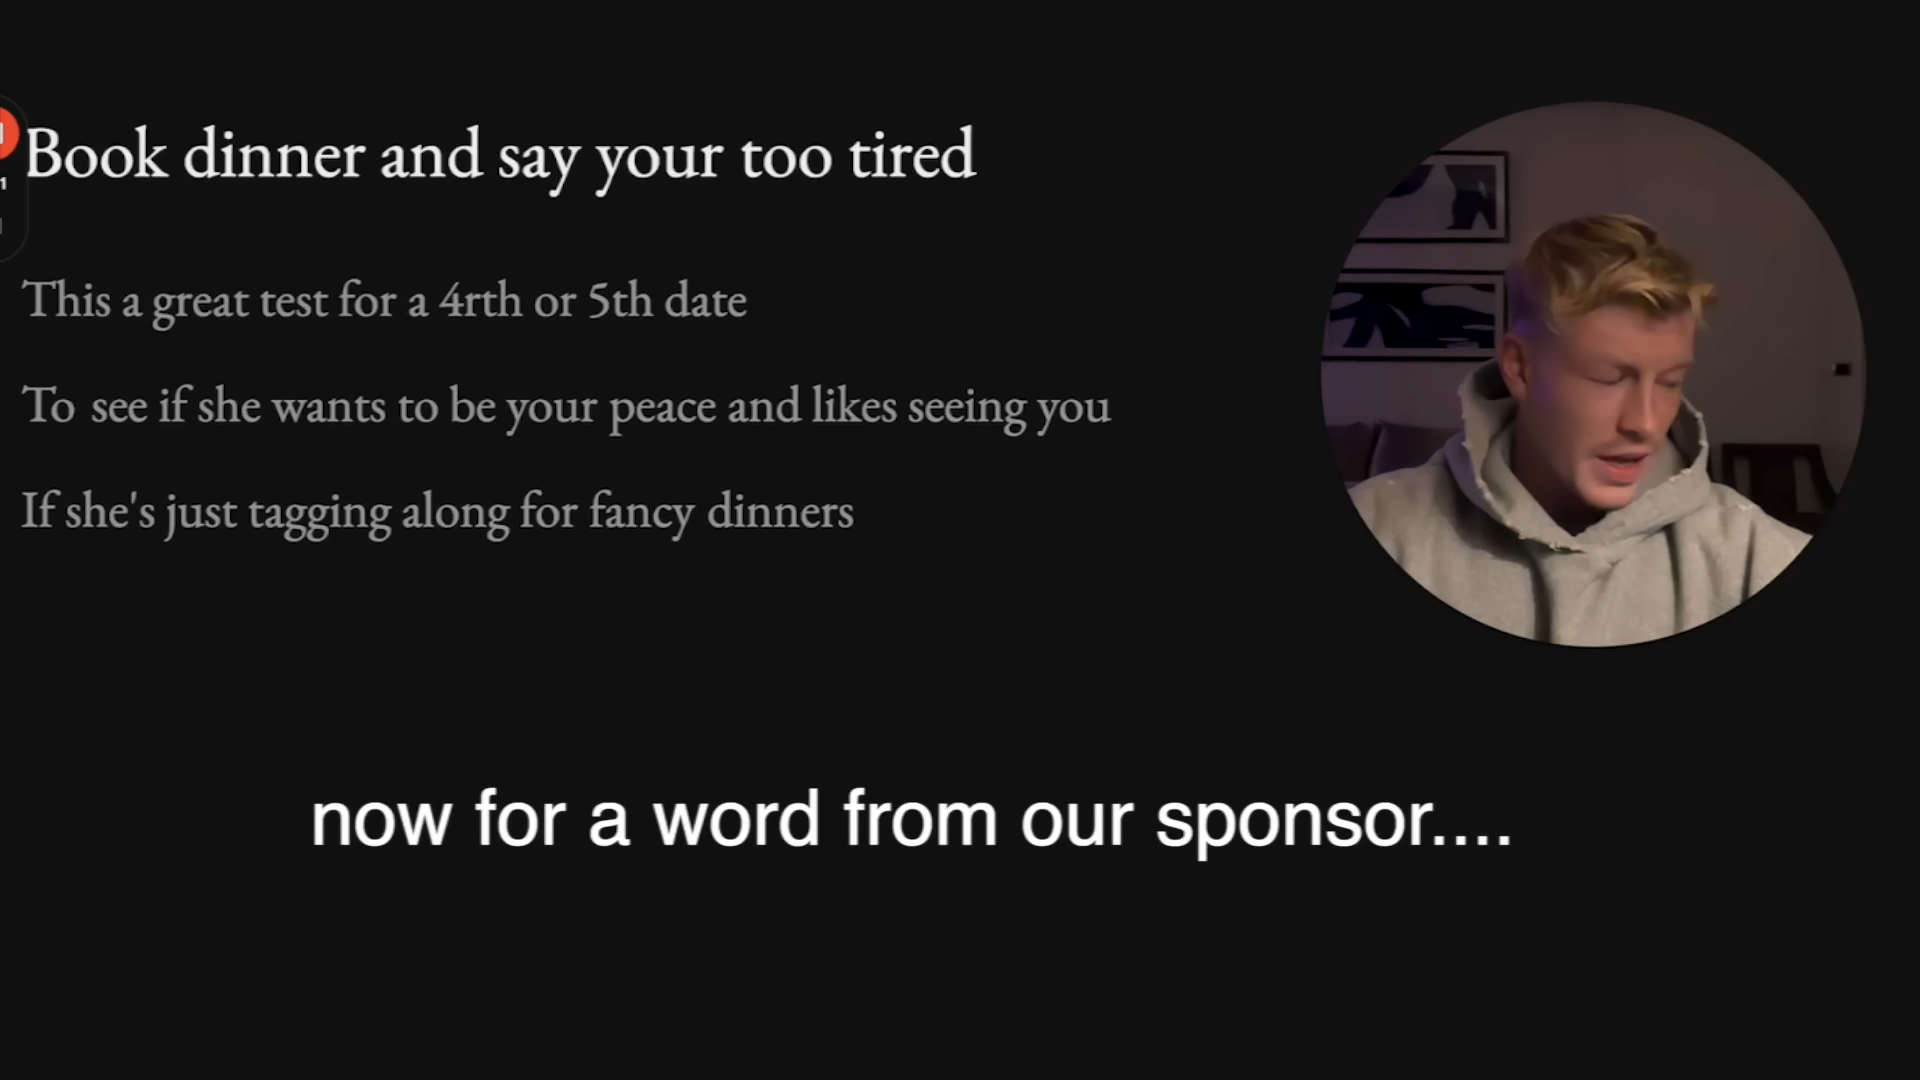 Book dinner and say your too tired
This a great test for a 4rth or 5th date
To see if she wants to be your peace and likes seeing you
If she's just tagging along for fancy dinners
now for a word from our sponsor....